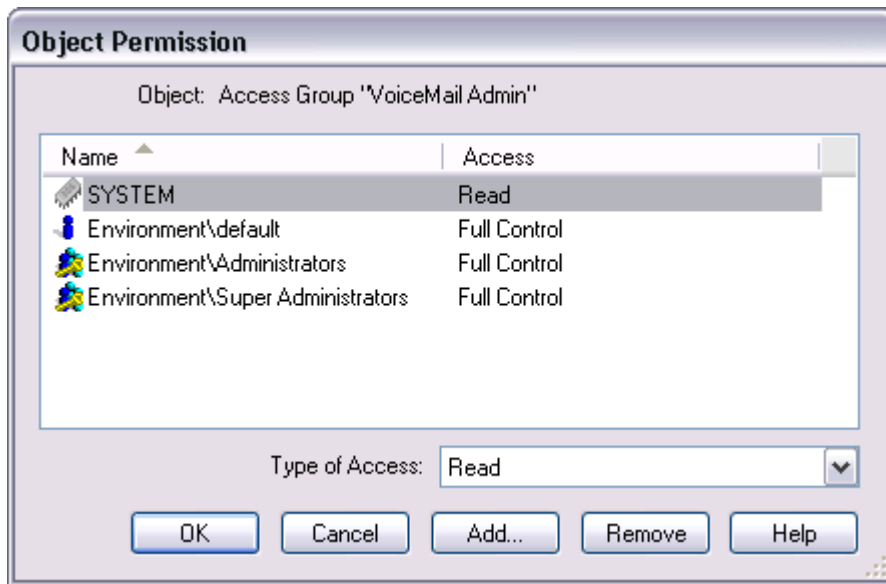 Object Permission
Object: Access Group "VoiceMail Admin"
Name Access
SYSTEM Read
Environment\default Full Control
Environment\Administrators Full Control
Environment\Super Administrators Full Control
Type of Access: Read
OK Cancel Add... Remove Help